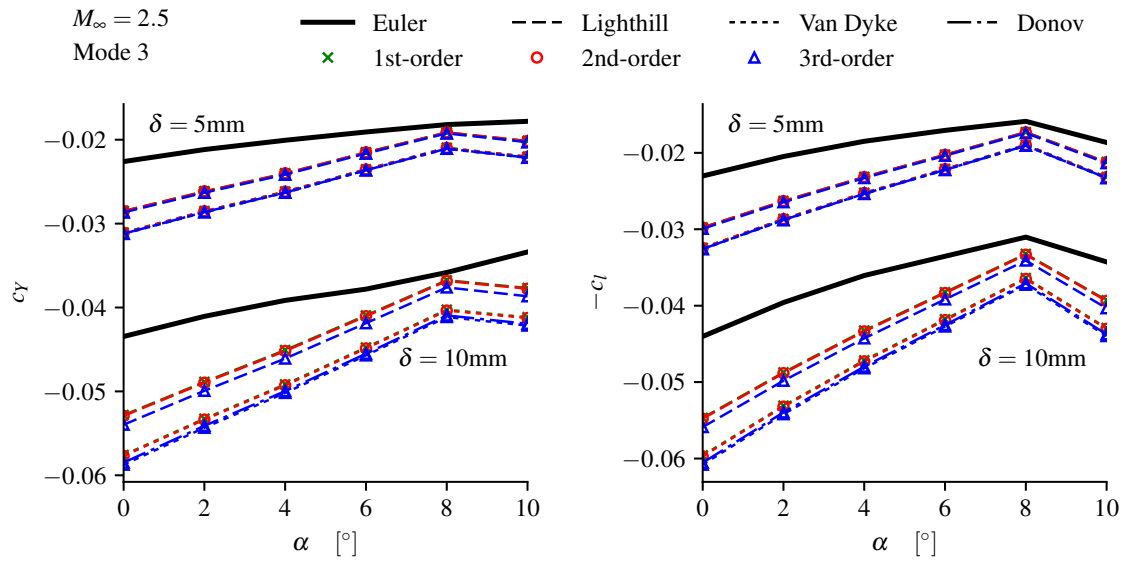 M∞ = 2.5
Mode 3
Euler Lighthill Van Dyke Donov
1st-order 2nd-order 3rd-order
δ = 5mm
δ = 10mm
−0.02
−0.03
−0.04
−0.05
−0.06
c_Y
0 2 4 6 8 10
α [°]
δ = 5mm
δ = 10mm
−0.02
−0.03
−0.04
−0.05
−0.06
−c_l
0 2 4 6 8 10
α [°]